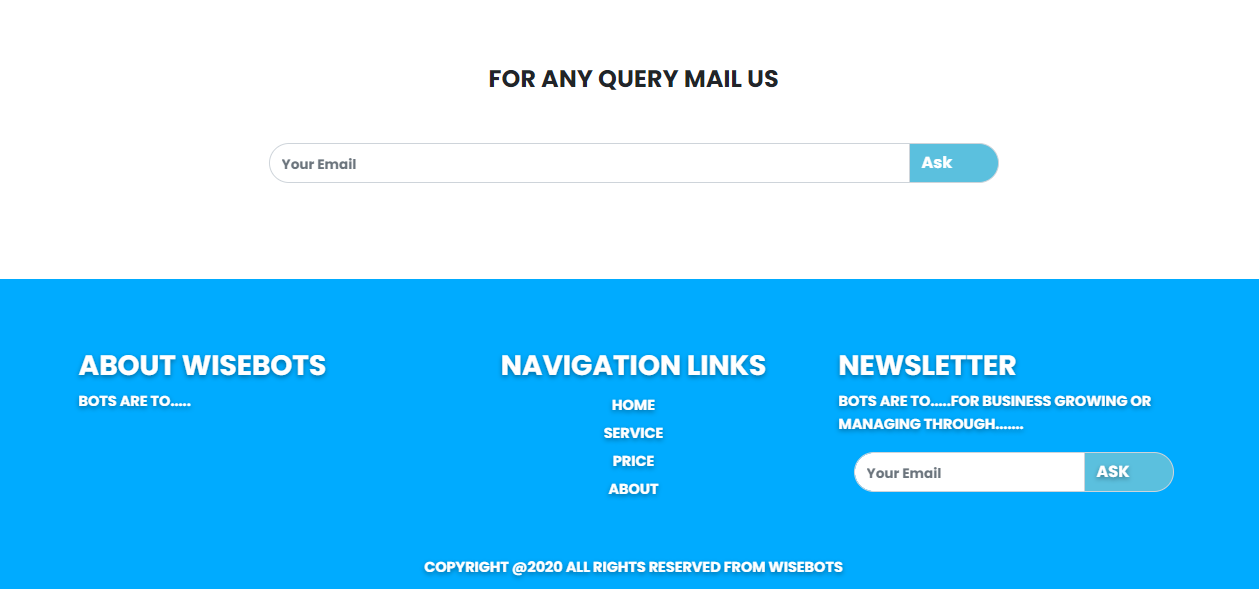 FOR ANY QUERY MAIL US
Your Email
Ask
ABOUT WISEBOTS
BOTS ARE TO.....
NAVIGATION LINKS
HOME
SERVICE
PRICE
ABOUT
NEWSLETTER
BOTS ARE TO.....FOR BUSINESS GROWING OR
MANAGING THROUGH.......
Your Email
ASK
COPYRIGHT @2020 ALL RIGHTS RESERVED FROM WISEBOTS